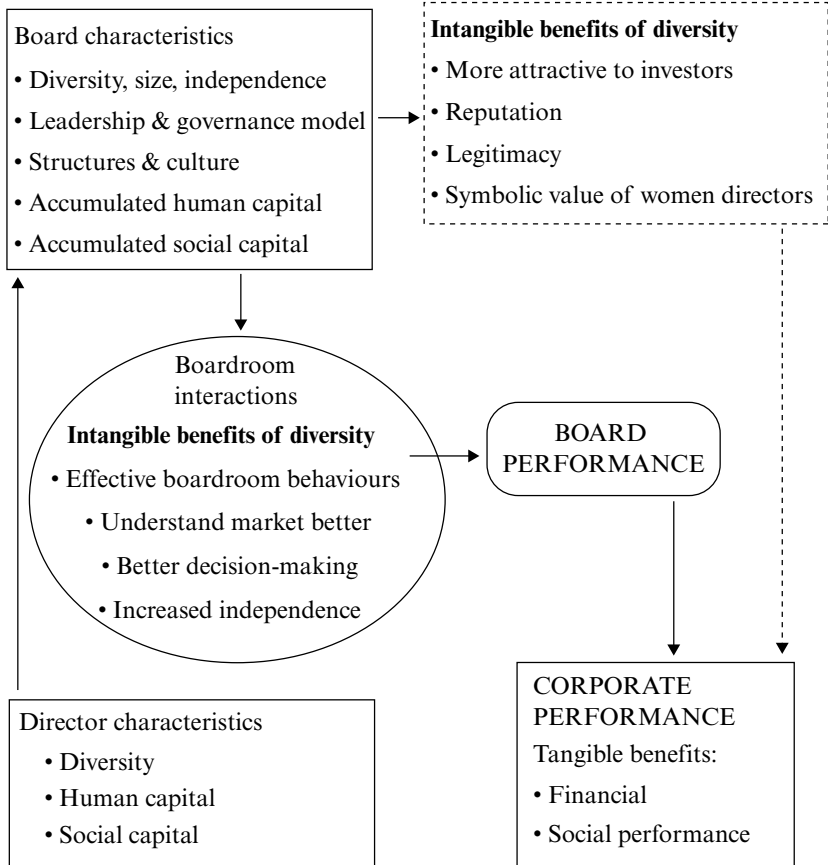 Board characteristics
• Diversity, size, independence
• Leadership & governance model
• Structures & culture
• Accumulated human capital
• Accumulated social capital
Intangible benefits of diversity
• More attractive to investors
• Reputation
• Legitimacy
• Symbolic value of women directors
Boardroom
interactions
Intangible benefits of diversity
• Effective boardroom behaviours
• Understand market better
• Better decision-making
• Increased independence
BOARD
PERFORMANCE
Director characteristics
• Diversity
• Human capital
• Social capital
CORPORATE
PERFORMANCE
Tangible benefits:
• Financial
• Social performance